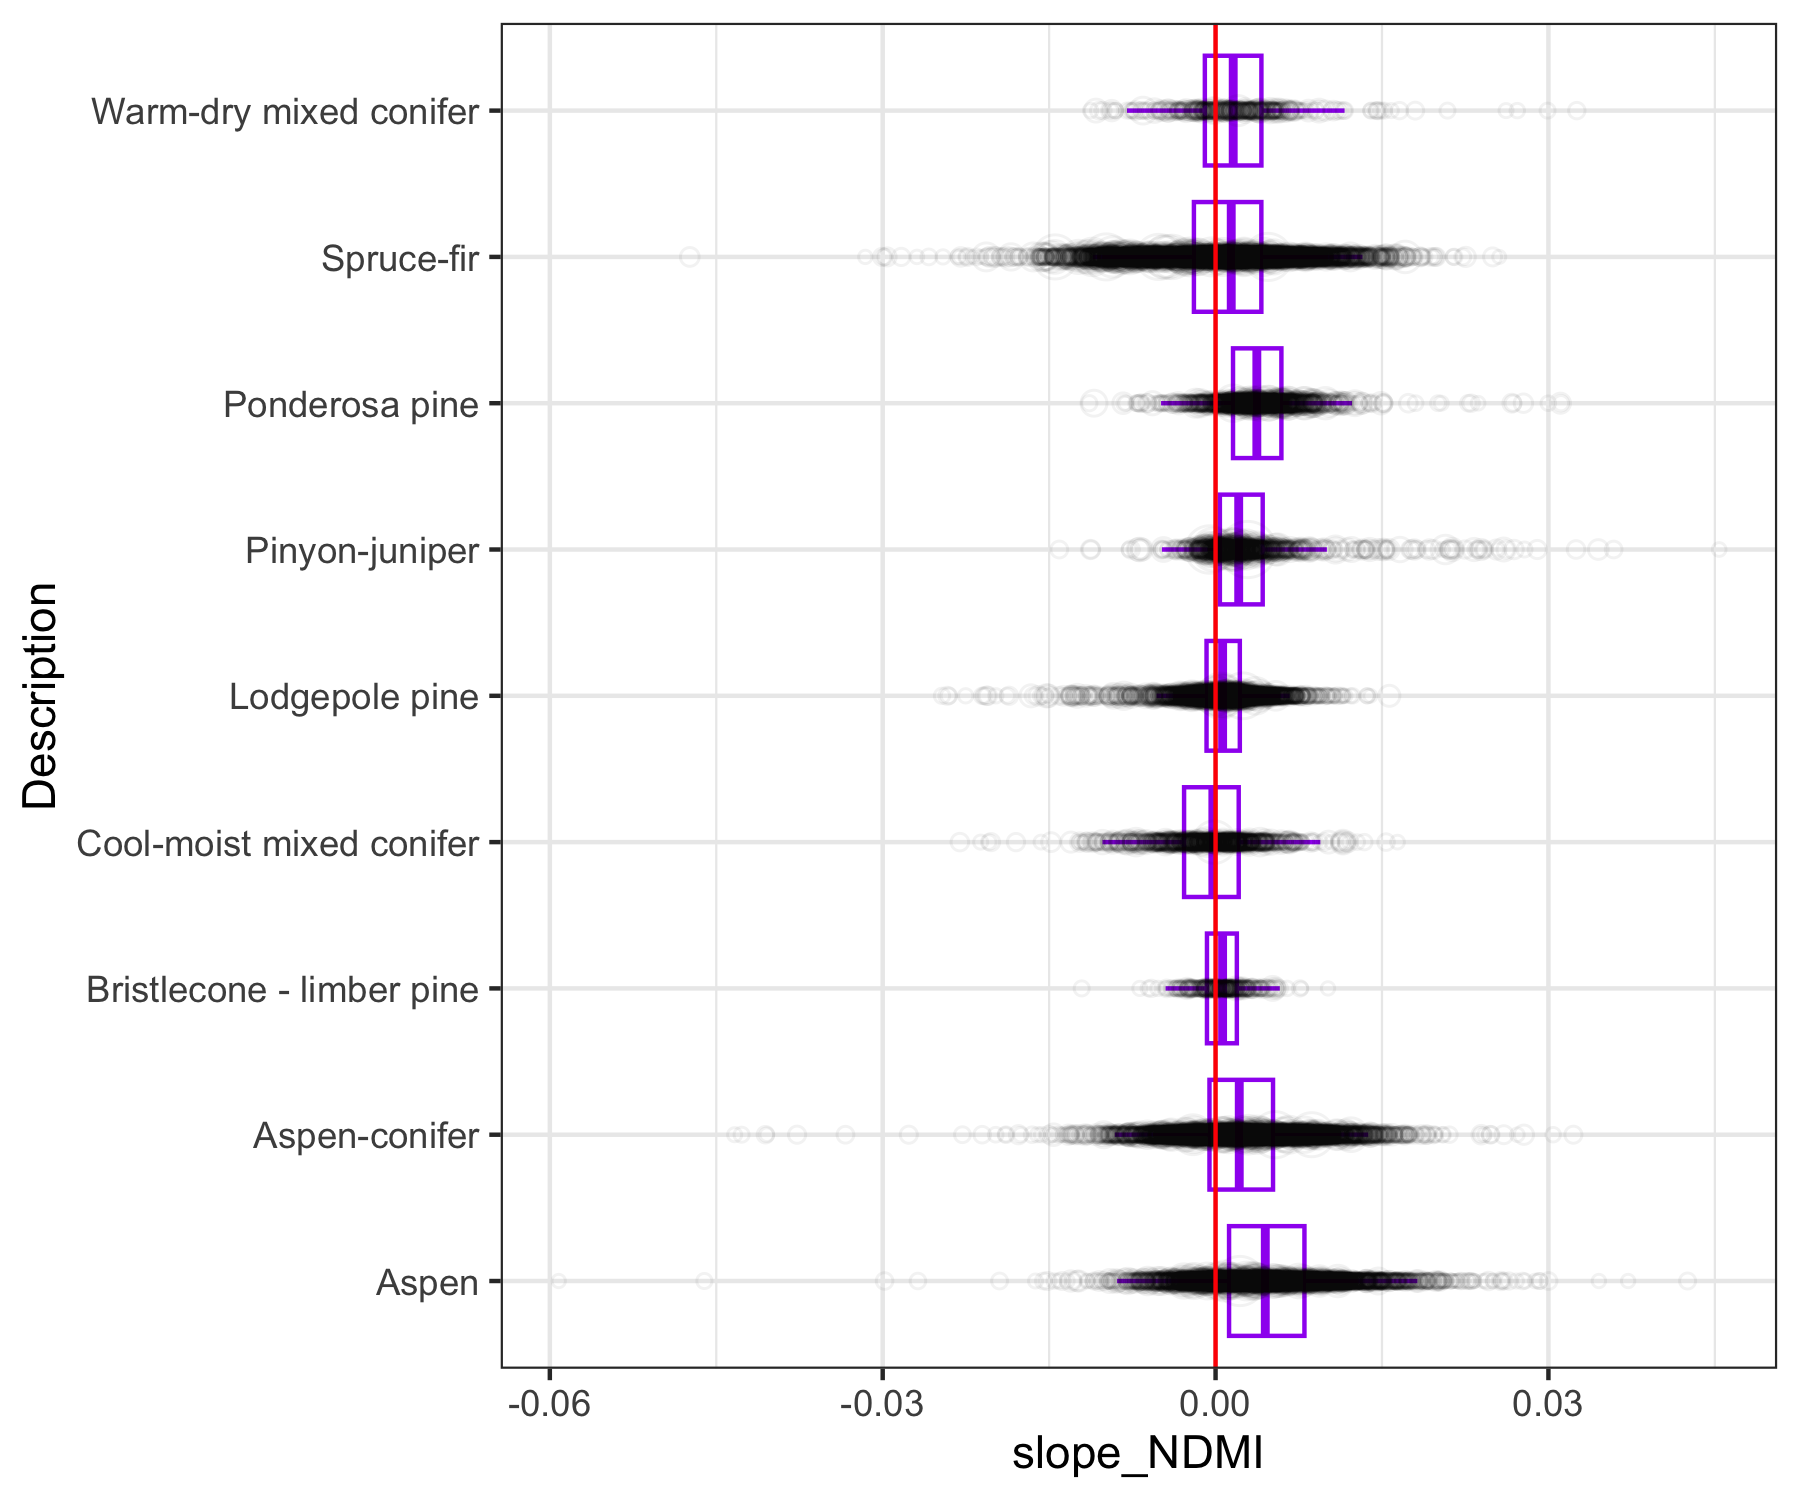 Warm-dry mixed conifer
Spruce-fir
Ponderosa pine
Pinyon-juniper
Lodgepole pine
Cool-moist mixed conifer
Bristlecone - limber pine
Aspen-conifer
Aspen
Description
-0.06 -0.03 0.00 0.03
slope_NDMI